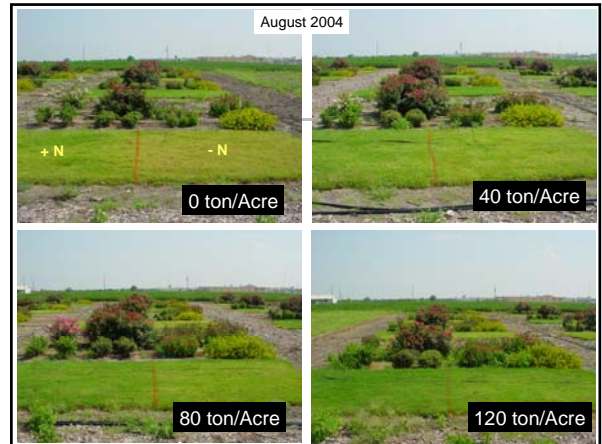 August 2004
+ N
- N
0 ton/Acre
40 ton/Acre
80 ton/Acre
120 ton/Acre